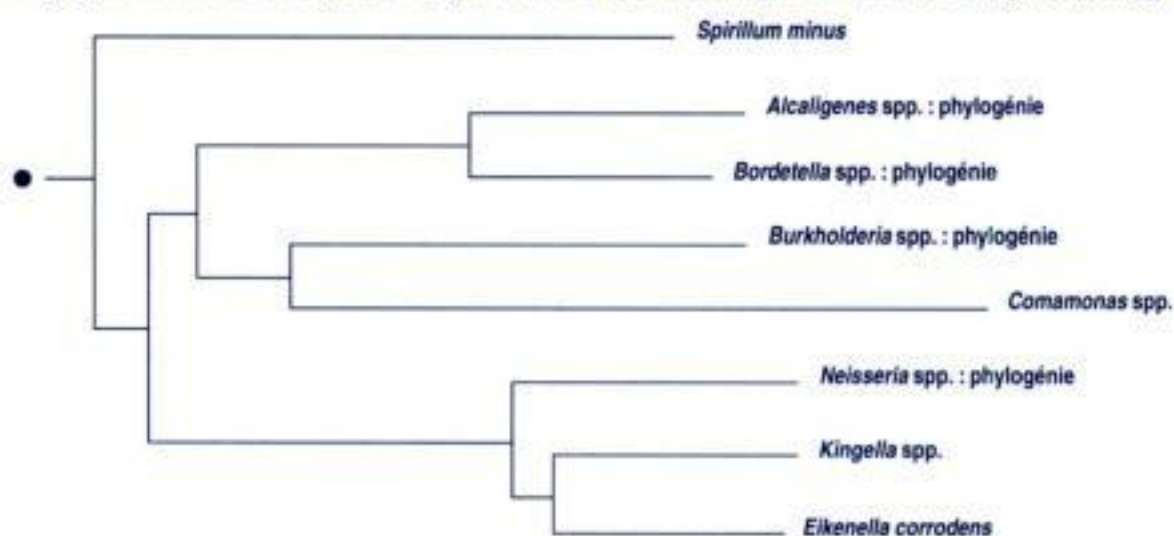 Spirillum minus
Alcaligenes spp. : phylogénie
Bordetella spp. : phylogénie
Burkholderia spp. : phylogénie
Comamonas spp.
Neisseria spp. : phylogénie
Kingella spp.
Eikenella corrodens